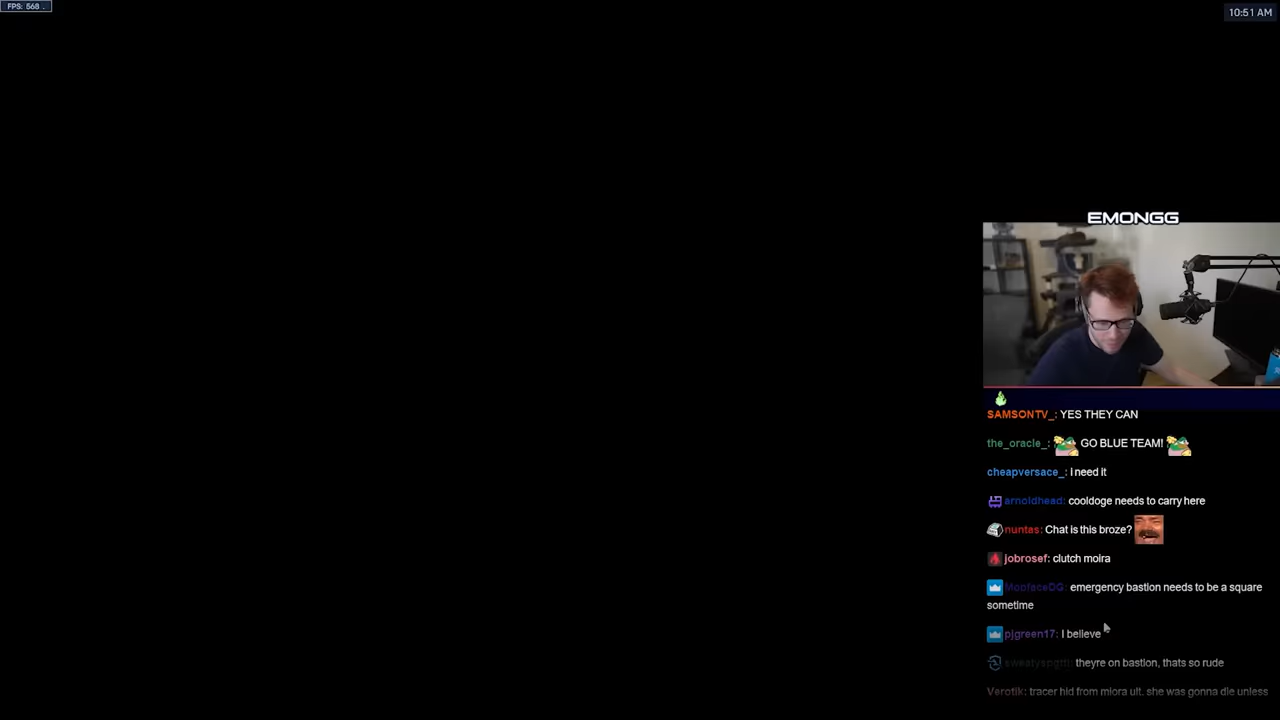 FPS: 568
10:51 AM
EMONGG
SAMSONTV_: YES THEY CAN
the_oracle_: GO BLUE TEAM!
cheapversace_: I need it
arnoldhead: cooldoge needs to carry here
nuntas: Chat is this broze?
jobrosef: clutch moira
MopfaceDG: emergency bastion needs to be a square
sometime
pjgreen17: I believe
theyre on bastion, thats so rude
Verotik: tracer hid from miora ult. she was gonna die unless